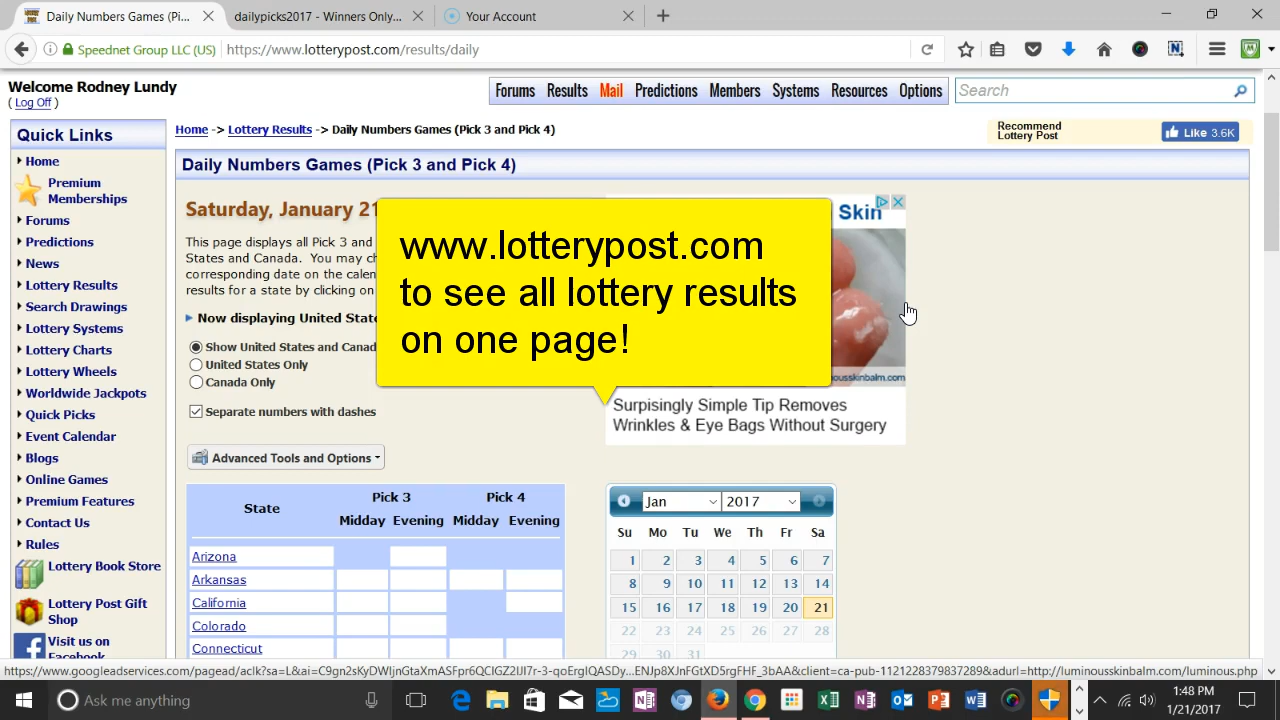 Daily Numbers Games (Pi...
dailypicks2017 - Winners Only...
Your Account
Speednet Group LLC (US)
https://www.lotterypost.com/results/daily
Welcome Rodney Lundy
( Log Off )
Forums Results Mail Predictions Members Systems Resources Options
Search
Quick Links
Home
Premium
Memberships
Forums
Predictions
News
Lottery Results
Search Drawings
Lottery Systems
Lottery Charts
Lottery Wheels
Worldwide Jackpots
Quick Picks
Event Calendar
Blogs
Online Games
Premium Features
Contact Us
Rules
Lottery Book Store
Lottery Post Gift
Shop
Visit us on
Facebook
Home -> Lottery Results -> Daily Numbers Games (Pick 3 and Pick 4)
Recommend
Lottery Post
Like 3.6K
Daily Numbers Games (Pick 3 and Pick 4)
Saturday, January 21
This page displays all Pick 3 and
States and Canada. You may ch
corresponding date on the calen
results for a state by clicking on
Now displaying United State
Show United States and Canad
United States Only
Canada Only
Separate numbers with dashes
Advanced Tools and Options
www.lotterypost.com
to see all lottery results
on one page!
Skin
ousskinbalm.com
Surpisingly Simple Tip Removes
Wrinkles & Eye Bags Without Surgery
State Pick 3 Pick 4
Midday Evening Midday Evening
Arizona
Arkansas
California
Colorado
Connecticut
Jan 2017
Su Mo Tu We Th Fr Sa
1 2 3 4 5 6 7
8 9 10 11 12 13 14
15 16 17 18 19 20 21
22 23 24 25 26 27 28
29 30 31
https://www.googleadservices.com/pagead/aclk?sa=L&ai=
Ask me anything
1:48 PM
1/21/2017